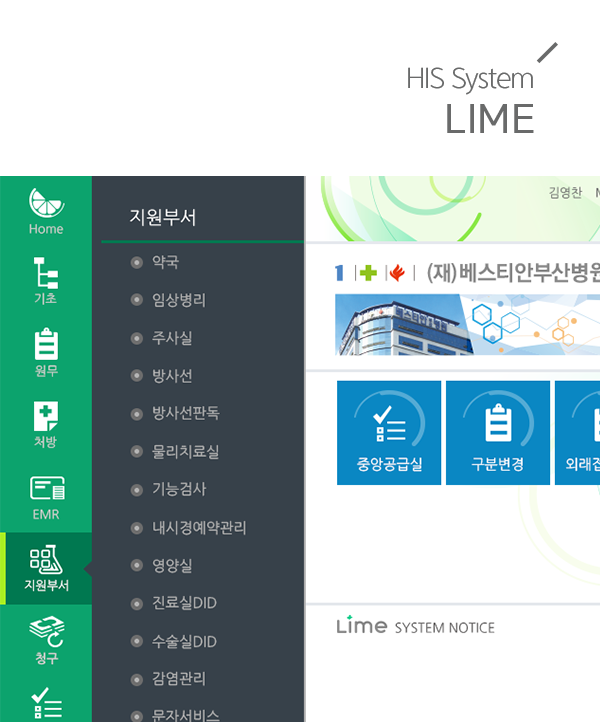 HIS System
LIME
Home
기초
원무
처방
EMR
지원부서
청구
지원부서
약국
임상병리
주사실
방사선
방사선판독
물리치료실
기능검사
내시경예약관리
영양실
진료실DID
수술실DID
감염관리
문자서비스
김영찬
1 (재)베스티안부산병원
중앙공급실
구분변경
외래접
Lime SYSTEM NOTICE